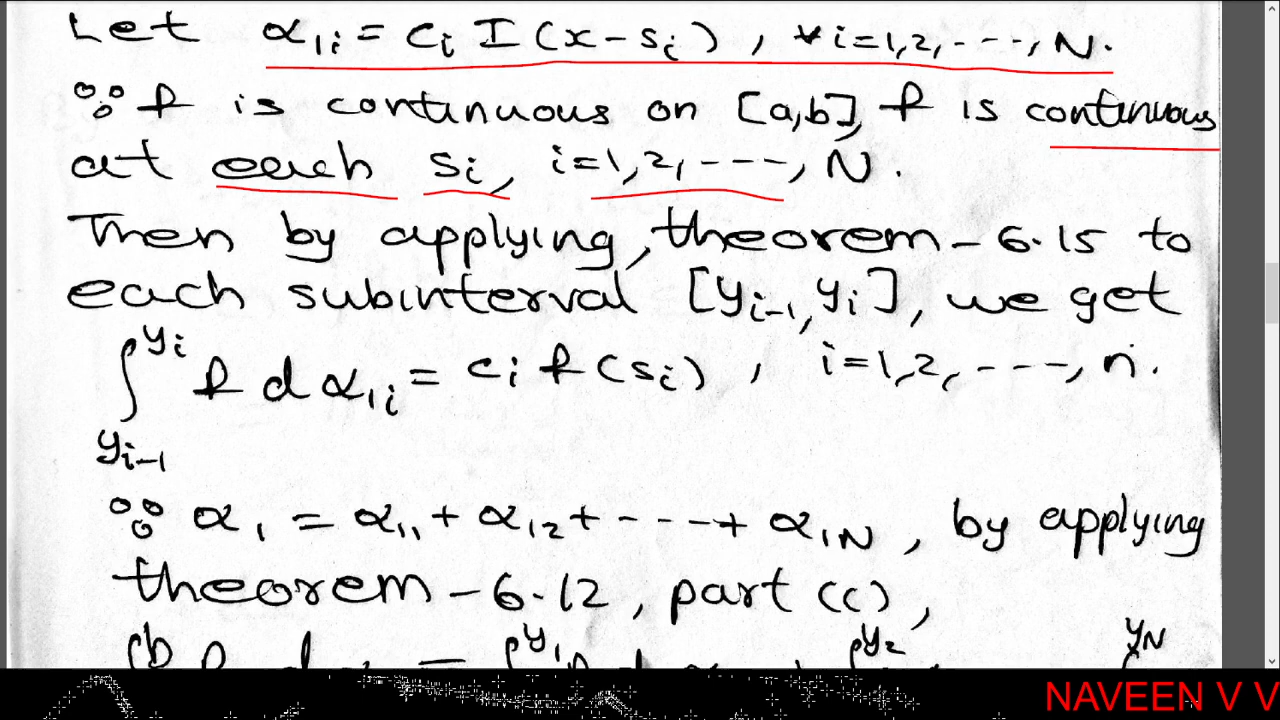 Let α₁ᵢ = cᵢ I(x-sᵢ), ∀ i=1,2,---,N.
∵ f is continuous on [a,b], f is continuous
at each sᵢ, i=1,2,---,N.
Then by applying, theorem-6.15 to
each subinterval [yᵢ₋₁, yᵢ], we get
∫ yᵢ₋₁ yᵢ f dα₁ᵢ = cᵢ f(sᵢ), i=1,2,---,n.
∵ α₁ = α₁₁ + α₁₂ + --- + α₁N, by applying
theorem-6.12, part (c),
NAVEEN V V